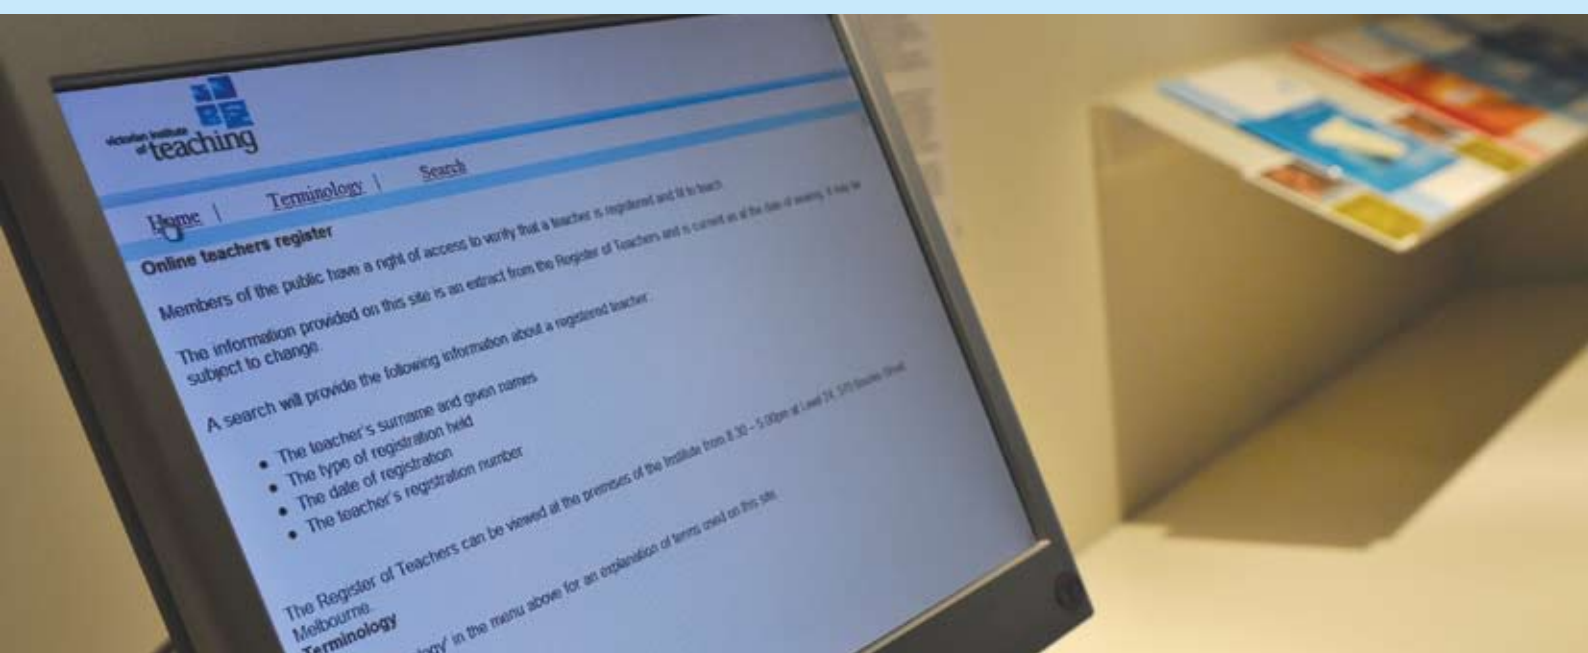 victorian institute
of teaching
Home | Terminology | Search
Online teachers register
Members of the public have a right of access to verify that a teacher is registered and fit to teach
The information provided on this site is an extract from the Register of Teachers and is current as at the date of viewing. It may be
subject to change.
A search will provide the following information about a registered teacher:
• The teacher's surname and given names
• The type of registration held
• The date of registration
• The teacher's registration number
The Register of Teachers can be viewed at the premises of the Institute from 8.30 – 5.00pm at Level 24, 570 Bourke Street
Melbourne.
Terminology
in the menu above for an explanation of terms used on this site.